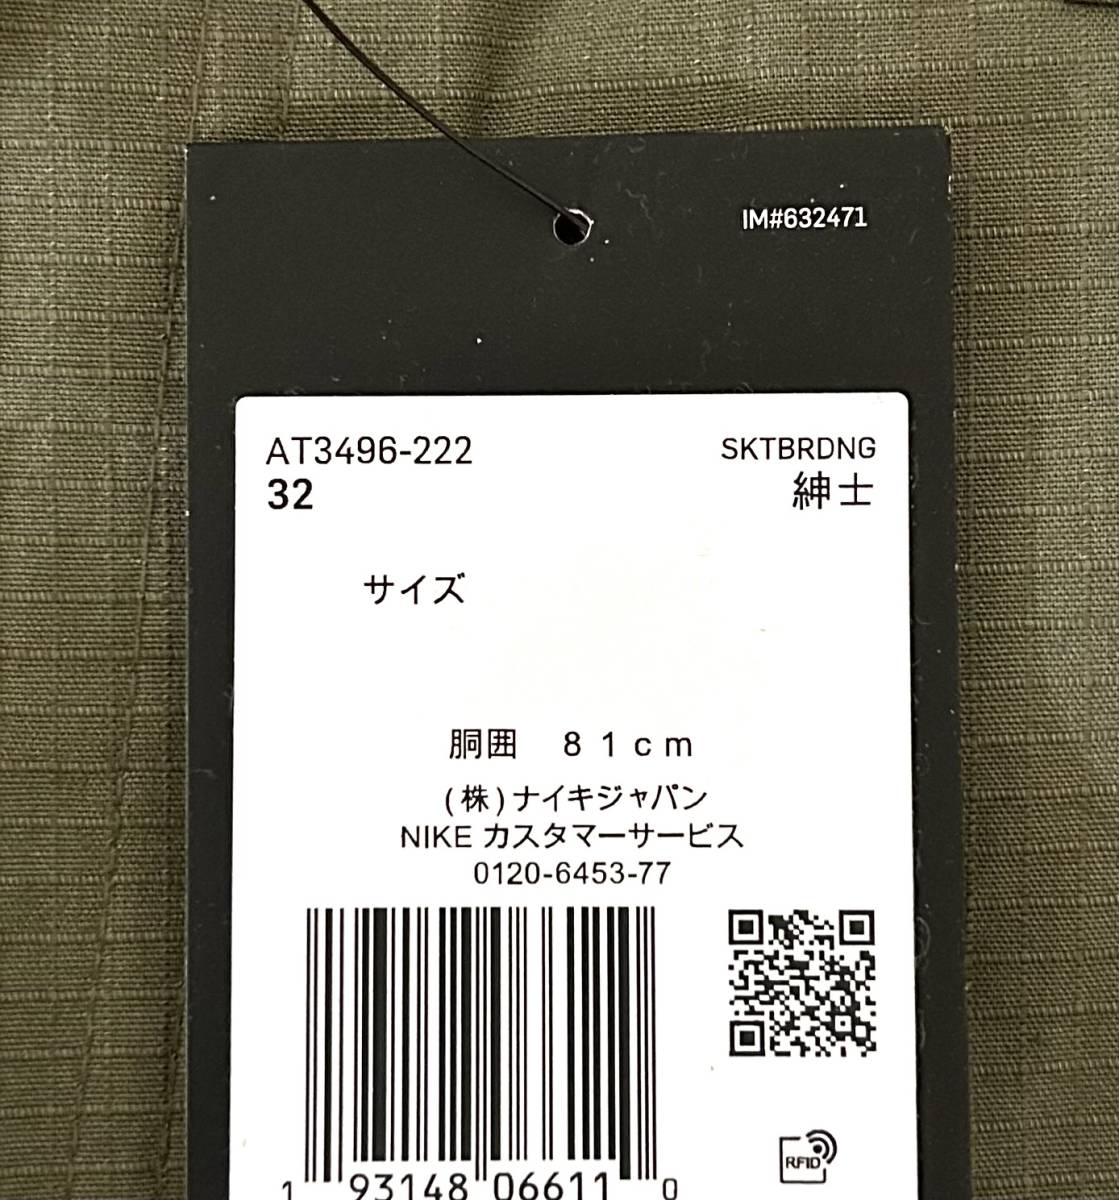 IM#632471
AT3496-222
SKTBRDNG
32
紳士
サイズ
胴囲　８１ｃｍ
(株)ナイキジャパン
NIKE カスタマーサービス
0120-6453-77
1 93148 06611 0
RFID